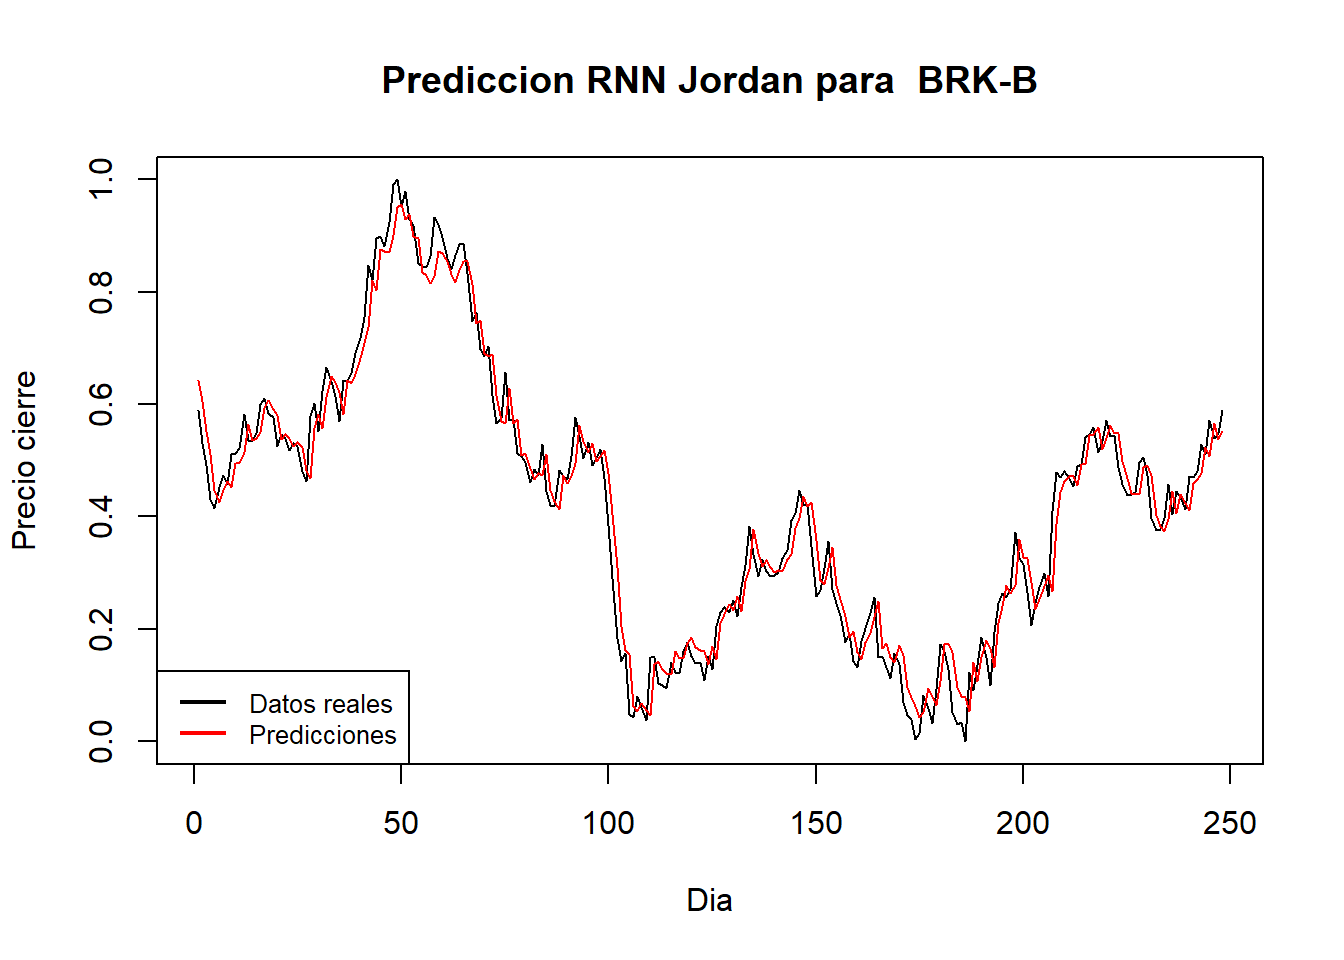 Prediccion RNN Jordan para  BRK-B
Precio cierre
1.0
0.8
0.6
0.4
0.2
0.0
Datos reales
Predicciones
0 50 100 150 200 250
Dia